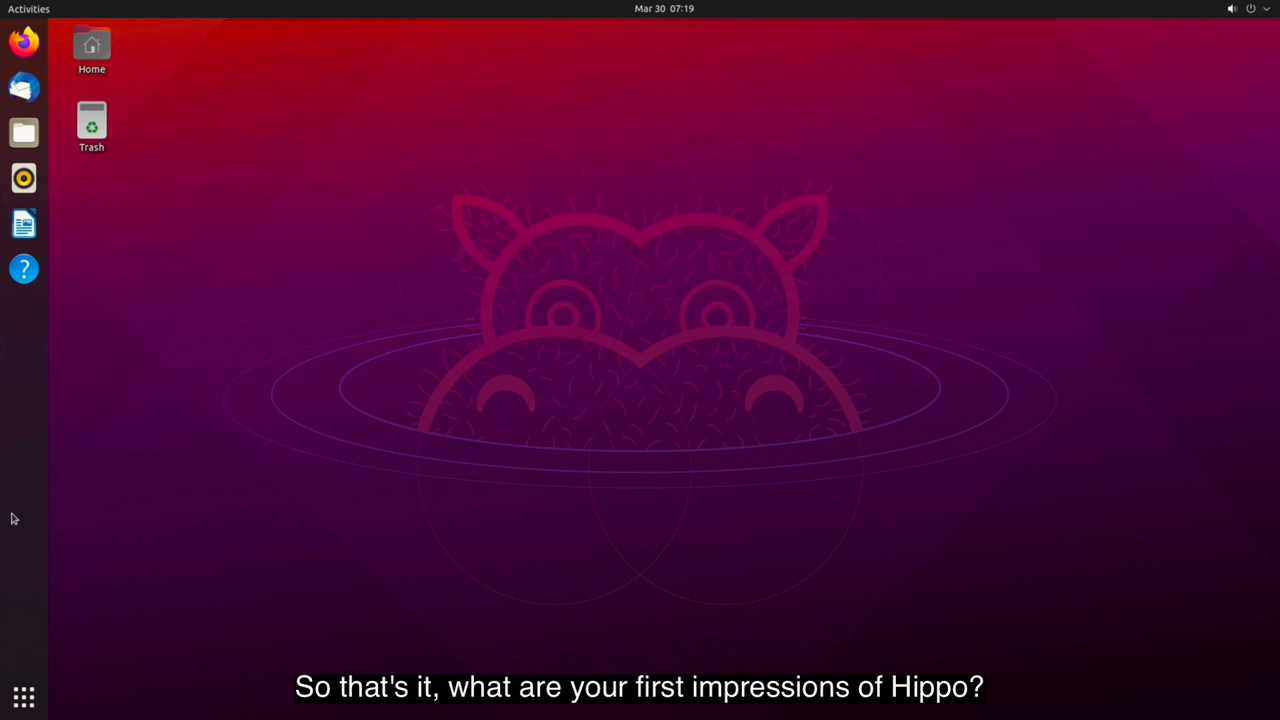 Activities
Mar 30 07:19
Home
Trash
?
So that's it, what are your first impressions of Hippo?